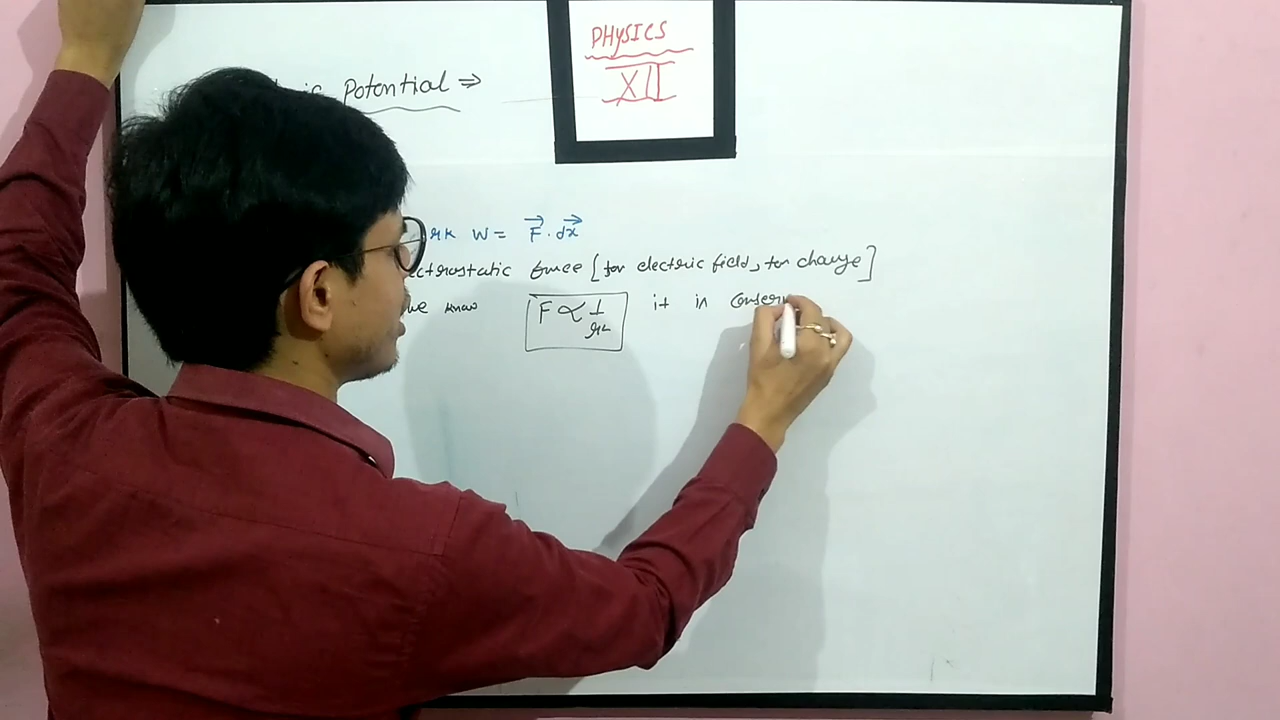 PHYSICS
XII
ic Potential ⇒
rk W = F⃗ . dx⃗
ectrostatic force [for electric field, for charge]
we know F ∝ 1/r² it is Conser